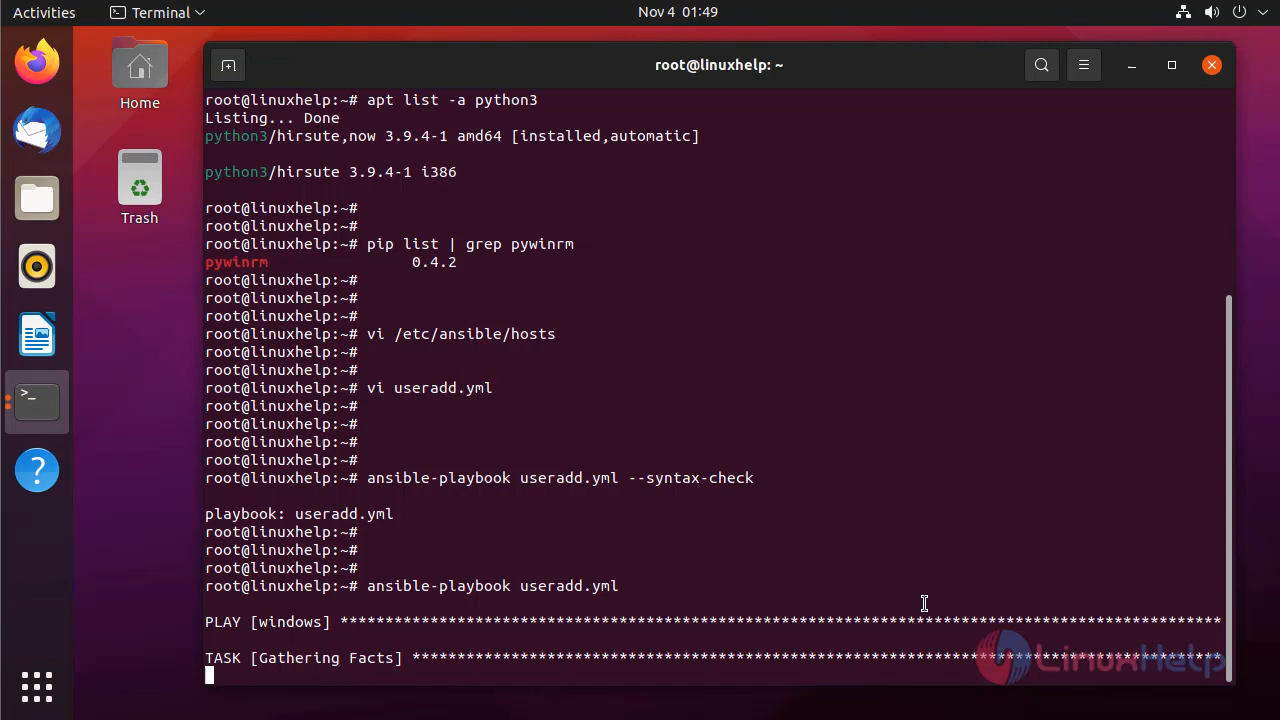 Activities
Terminal
Nov 4 01:49
root@linuxhelp: ~
Home
Trash
root@linuxhelp:~# apt list -a python3
Listing... Done
python3/hirsute,now 3.9.4-1 amd64 [installed,automatic]
python3/hirsute 3.9.4-1 i386
root@linuxhelp:~#
root@linuxhelp:~#
root@linuxhelp:~# pip list | grep pywinrm
pywinrm 0.4.2
root@linuxhelp:~#
root@linuxhelp:~#
root@linuxhelp:~#
root@linuxhelp:~# vi /etc/ansible/hosts
root@linuxhelp:~#
root@linuxhelp:~#
root@linuxhelp:~# vi useradd.yml
root@linuxhelp:~#
root@linuxhelp:~#
root@linuxhelp:~#
root@linuxhelp:~#
root@linuxhelp:~# ansible-playbook useradd.yml --syntax-check
playbook: useradd.yml
root@linuxhelp:~#
root@linuxhelp:~#
root@linuxhelp:~#
root@linuxhelp:~# ansible-playbook useradd.yml
PLAY [windows] **************************************************************************************************
TASK [Gathering Facts] ******************************************************************************************
LinuxHelp